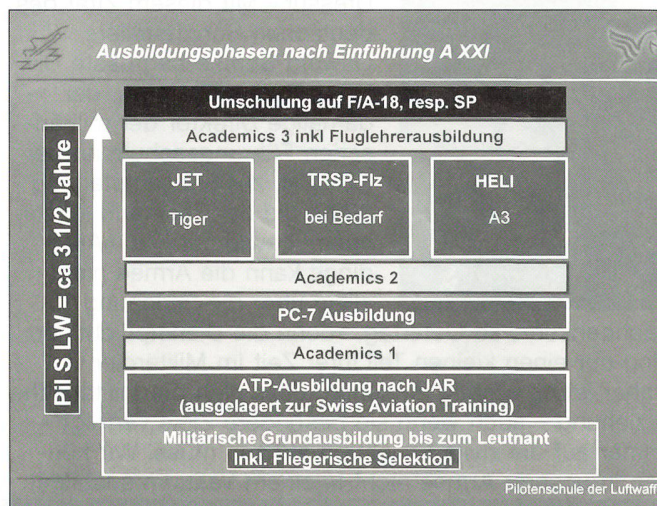 Ausbildungsphasen nach Einführung A XXI
Umschulung auf F/A-18, resp. SP
Academics 3 inkl Fluglehrerausbildung
JET
Tiger
TRSP-Flz
bei Bedarf
HELI
A3
Academics 2
PC-7 Ausbildung
Academics 1
ATP-Ausbildung nach JAR
(ausgelagert zur Swiss Aviation Training)
Militärische Grundausbildung bis zum Leutnant
Inkl. Fliegerische Selektion
Pil S LW = ca 3 1/2 Jahre
Pilotenschule der Luftwaff